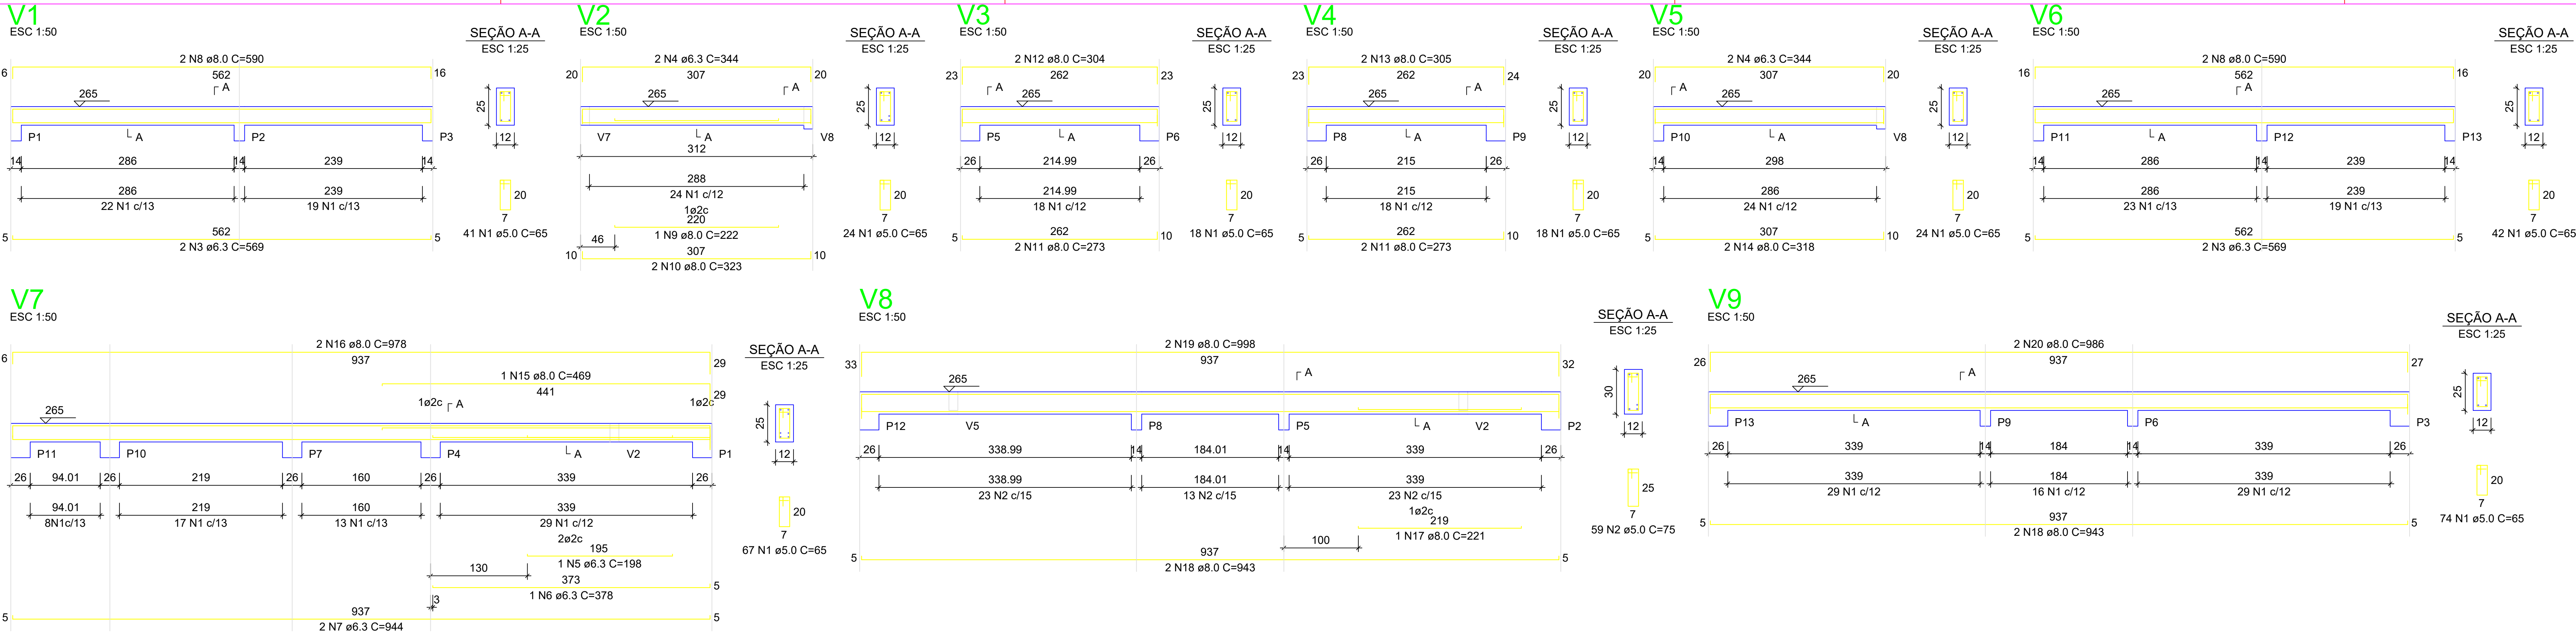 V1
ESC 1:50
2 N8 ø8.0 C=590
6
562
16
A
265
P1
A
P2
P3
14
286
14
239
14
286
239
22 N1 c/13
19 N1 c/13
5
562
5
2 N3 ø6.3 C=569
SEÇÃO A-A
ESC 1:25
25
12
20
7
41 N1 ø5.0 C=65
V2
ESC 1:50
2 N4 ø6.3 C=344
20
307
20
A
265
V7
A
V8
312
288
24 N1 c/12
1ø2c
220
1 N9 ø8.0 C=222
46
10
307
10
2 N10 ø8.0 C=323
SEÇÃO A-A
ESC 1:25
25
12
20
7
24 N1 ø5.0 C=65
V3
ESC 1:50
2 N12 ø8.0 C=304
23
262
23
A
265
P5
A
P6
26
214.99
26
214.99
18 N1 c/12
5
262
10
2 N11 ø8.0 C=273
SEÇÃO A-A
ESC 1:25
25
12
20
7
18 N1 ø5.0 C=65
V4
ESC 1:50
2 N13 ø8.0 C=305
23
262
24
A
265
P8
A
P9
26
215
26
215
18 N1 c/12
5
262
10
2 N11 ø8.0 C=273
SEÇÃO A-A
ESC 1:25
25
12
20
7
18 N1 ø5.0 C=65
V5
ESC 1:50
2 N4 ø6.3 C=344
20
307
20
A
265
P10
A
V8
14
298
286
24 N1 c/12
5
307
10
2 N14 ø8.0 C=318
SEÇÃO A-A
ESC 1:25
25
12
20
7
24 N1 ø5.0 C=65
V6
ESC 1:50
2 N8 ø8.0 C=590
16
562
16
A
265
P11
A
P12
P13
14
286
14
239
14
286
239
23 N1 c/13
19 N1 c/13
5
562
5
2 N3 ø6.3 C=569
SEÇÃO A-A
ESC 1:25
25
12
20
7
42 N1 ø5.0 C=65
V7
ESC 1:50
2 N16 ø8.0 C=978
6
937
29
1 N15 ø8.0 C=469
441
29
1ø2c
A
1ø2c
265
P11
P10
P7
P4
A
V2
P1
26
94.01
26
219
26
160
26
339
26
94.01
219
160
339
8N1c/13
17 N1 c/13
13 N1 c/13
29 N1 c/12
2ø2c
195
1 N5 ø6.3 C=198
130
373
5
1 N6 ø6.3 C=378
3
5
937
5
2 N7 ø6.3 C=944
SEÇÃO A-A
ESC 1:25
25
12
20
7
67 N1 ø5.0 C=65
V8
ESC 1:50
2 N19 ø8.0 C=998
33
937
32
A
265
P12
V5
P8
P5
A
V2
P2
26
338.99
14
184.01
14
339
26
338.99
184.01
339
23 N2 c/15
13 N2 c/15
23 N2 c/15
1ø2c
219
1 N17 ø8.0 C=221
100
5
937
5
2 N18 ø8.0 C=943
SEÇÃO A-A
ESC 1:25
30
12
25
7
59 N2 ø5.0 C=75
V9
ESC 1:50
2 N20 ø8.0 C=986
26
937
27
A
265
P13
A
P9
P6
P3
26
339
14
184
14
339
26
339
184
339
29 N1 c/12
16 N1 c/12
29 N1 c/12
5
937
5
2 N18 ø8.0 C=943
SEÇÃO A-A
ESC 1:25
25
12
20
7
74 N1 ø5.0 C=65